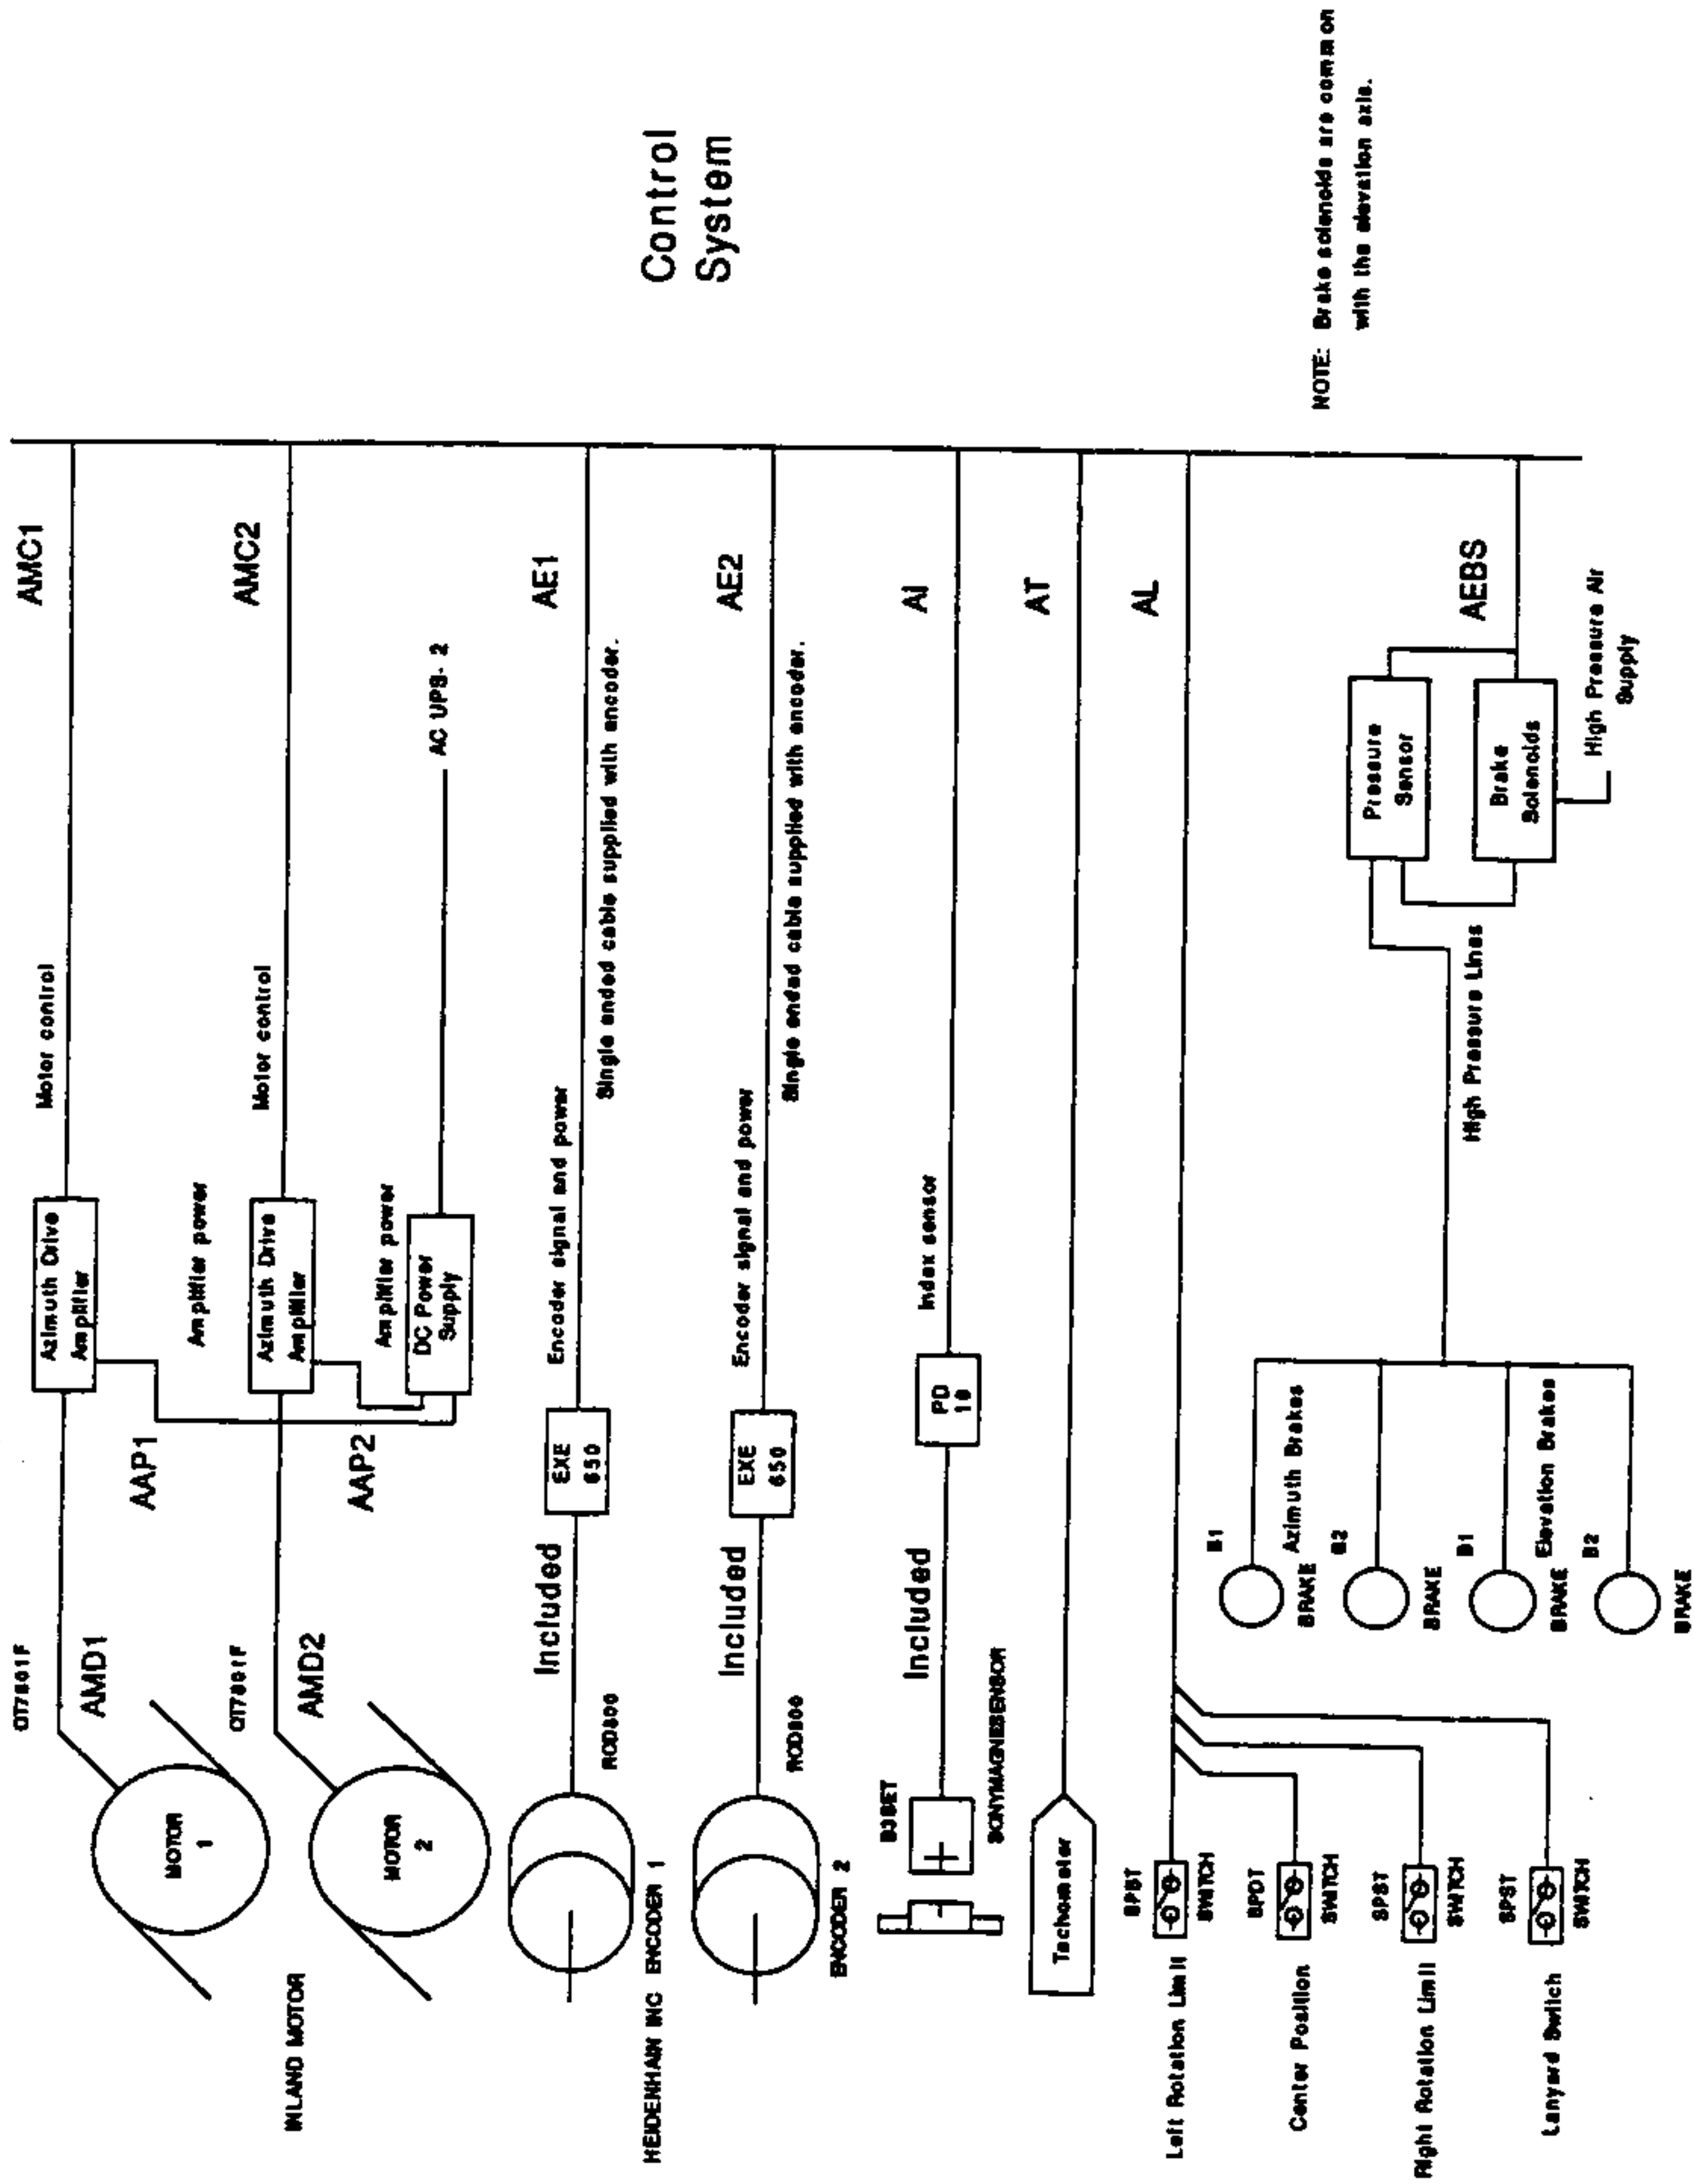 QT7801F
AMD1
MOTOR
1
INLAND MOTOR
Azimuth Drive
Amplifier
Motor control
AMC1
AAP1
Amplifier power
QT7801F
AMD2
MOTOR
2
Azimuth Drive
Amplifier
Motor control
AMC2
AAP2
Amplifier power
DC Power
Supply
AC UPS-2
HEIDENHAIN INC ENCODER 1
ROD800
Included
EXE
650
Encoder signal and power
Single ended cable supplied with encoder.
AE1
ENCODER 2
ROD800
Included
EXE
650
Encoder signal and power
Single ended cable supplied with encoder.
AE2
Control
System
SONYMAGNESENSOR
Included
PD
Index sensor
AI
Tachometer
AT
Left Rotation Limit
SPST
SWITCH
AL
Center Position
SPDT
SWITCH
Right Rotation Limit
SPST
SWITCH
Lanyard Switch
SPST
SWITCH
B1
BRAKE
Azimuth Brakes
B2
BRAKE
B1
BRAKE
Elevation Brakes
B2
BRAKE
High Pressure Lines
Pressure
Sensor
Brake
Solenoids
AEBS
High Pressure Air
Supply
NOTE: Brake solenoids are common
with the elevation axis.